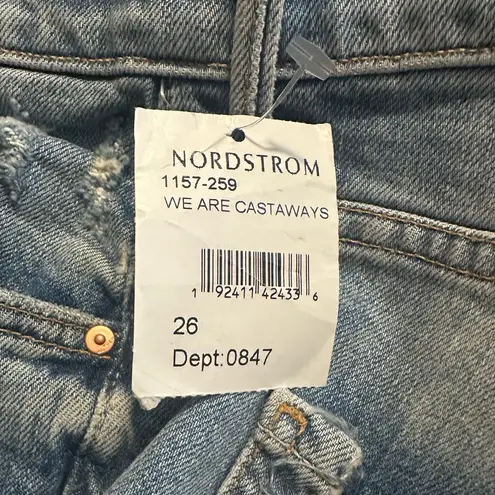 NORDSTROM
1157-259
WE ARE CASTAWAYS
1 92411 42433 6
26
Dept:0847